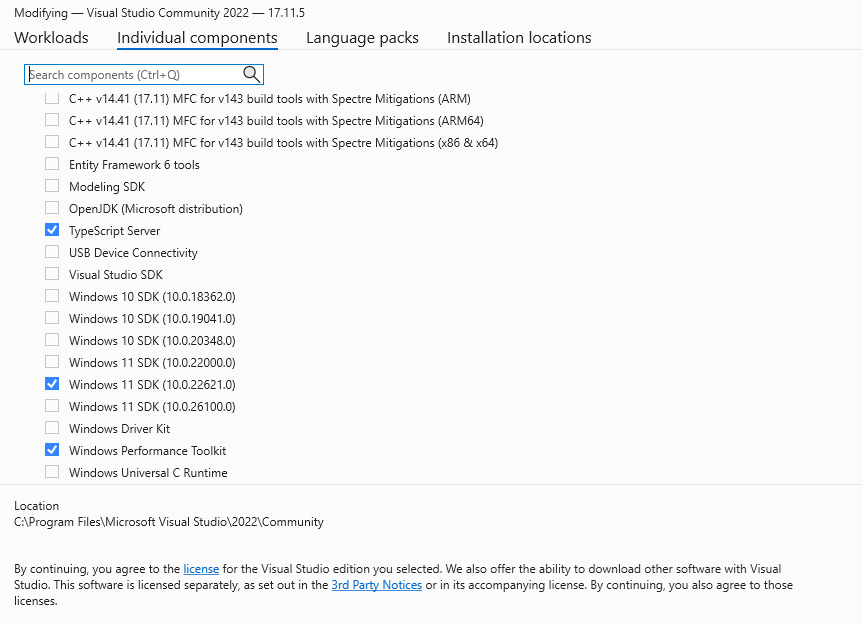 Modifying — Visual Studio Community 2022 — 17.11.5
Workloads Individual components Language packs Installation locations
Search components (Ctrl+Q)
C++ v14.41 (17.11) MFC for v143 build tools with Spectre Mitigations (ARM)
C++ v14.41 (17.11) MFC for v143 build tools with Spectre Mitigations (ARM64)
C++ v14.41 (17.11) MFC for v143 build tools with Spectre Mitigations (x86 & x64)
Entity Framework 6 tools
Modeling SDK
OpenJDK (Microsoft distribution)
TypeScript Server
USB Device Connectivity
Visual Studio SDK
Windows 10 SDK (10.0.18362.0)
Windows 10 SDK (10.0.19041.0)
Windows 10 SDK (10.0.20348.0)
Windows 11 SDK (10.0.22000.0)
Windows 11 SDK (10.0.22621.0)
Windows 11 SDK (10.0.26100.0)
Windows Driver Kit
Windows Performance Toolkit
Windows Universal C Runtime
Location
C:\Program Files\Microsoft Visual Studio\2022\Community
By continuing, you agree to the license for the Visual Studio edition you selected. We also offer the ability to download other software with Visual
Studio. This software is licensed separately, as set out in the 3rd Party Notices or in its accompanying license. By continuing, you also agree to those
licenses.